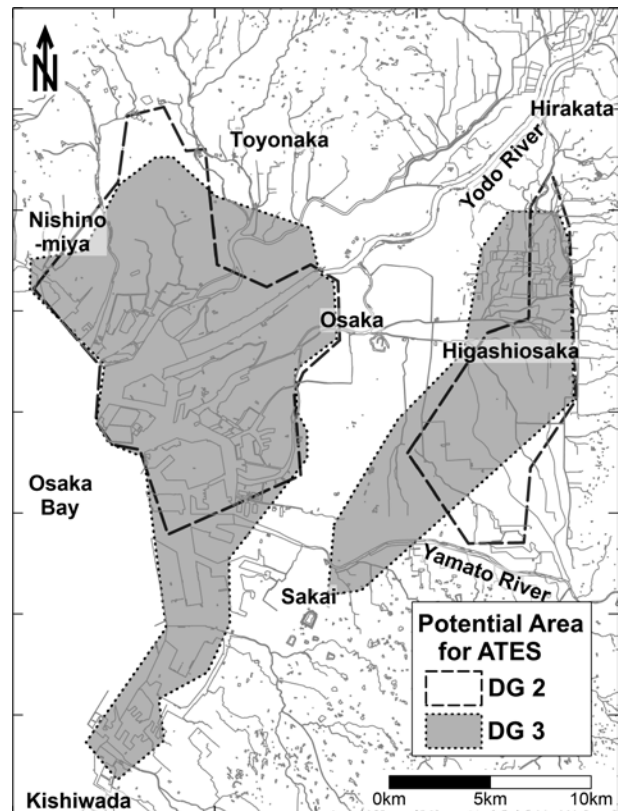 N
Hirakata
Toyonaka
Yodo River
Nishino
-miya
Osaka
Higashiosaka
Osaka
Bay
Yamato River
Sakai
Potential Area
for ATES
DG 2
DG 3
0km 5km 10km
Kishiwada